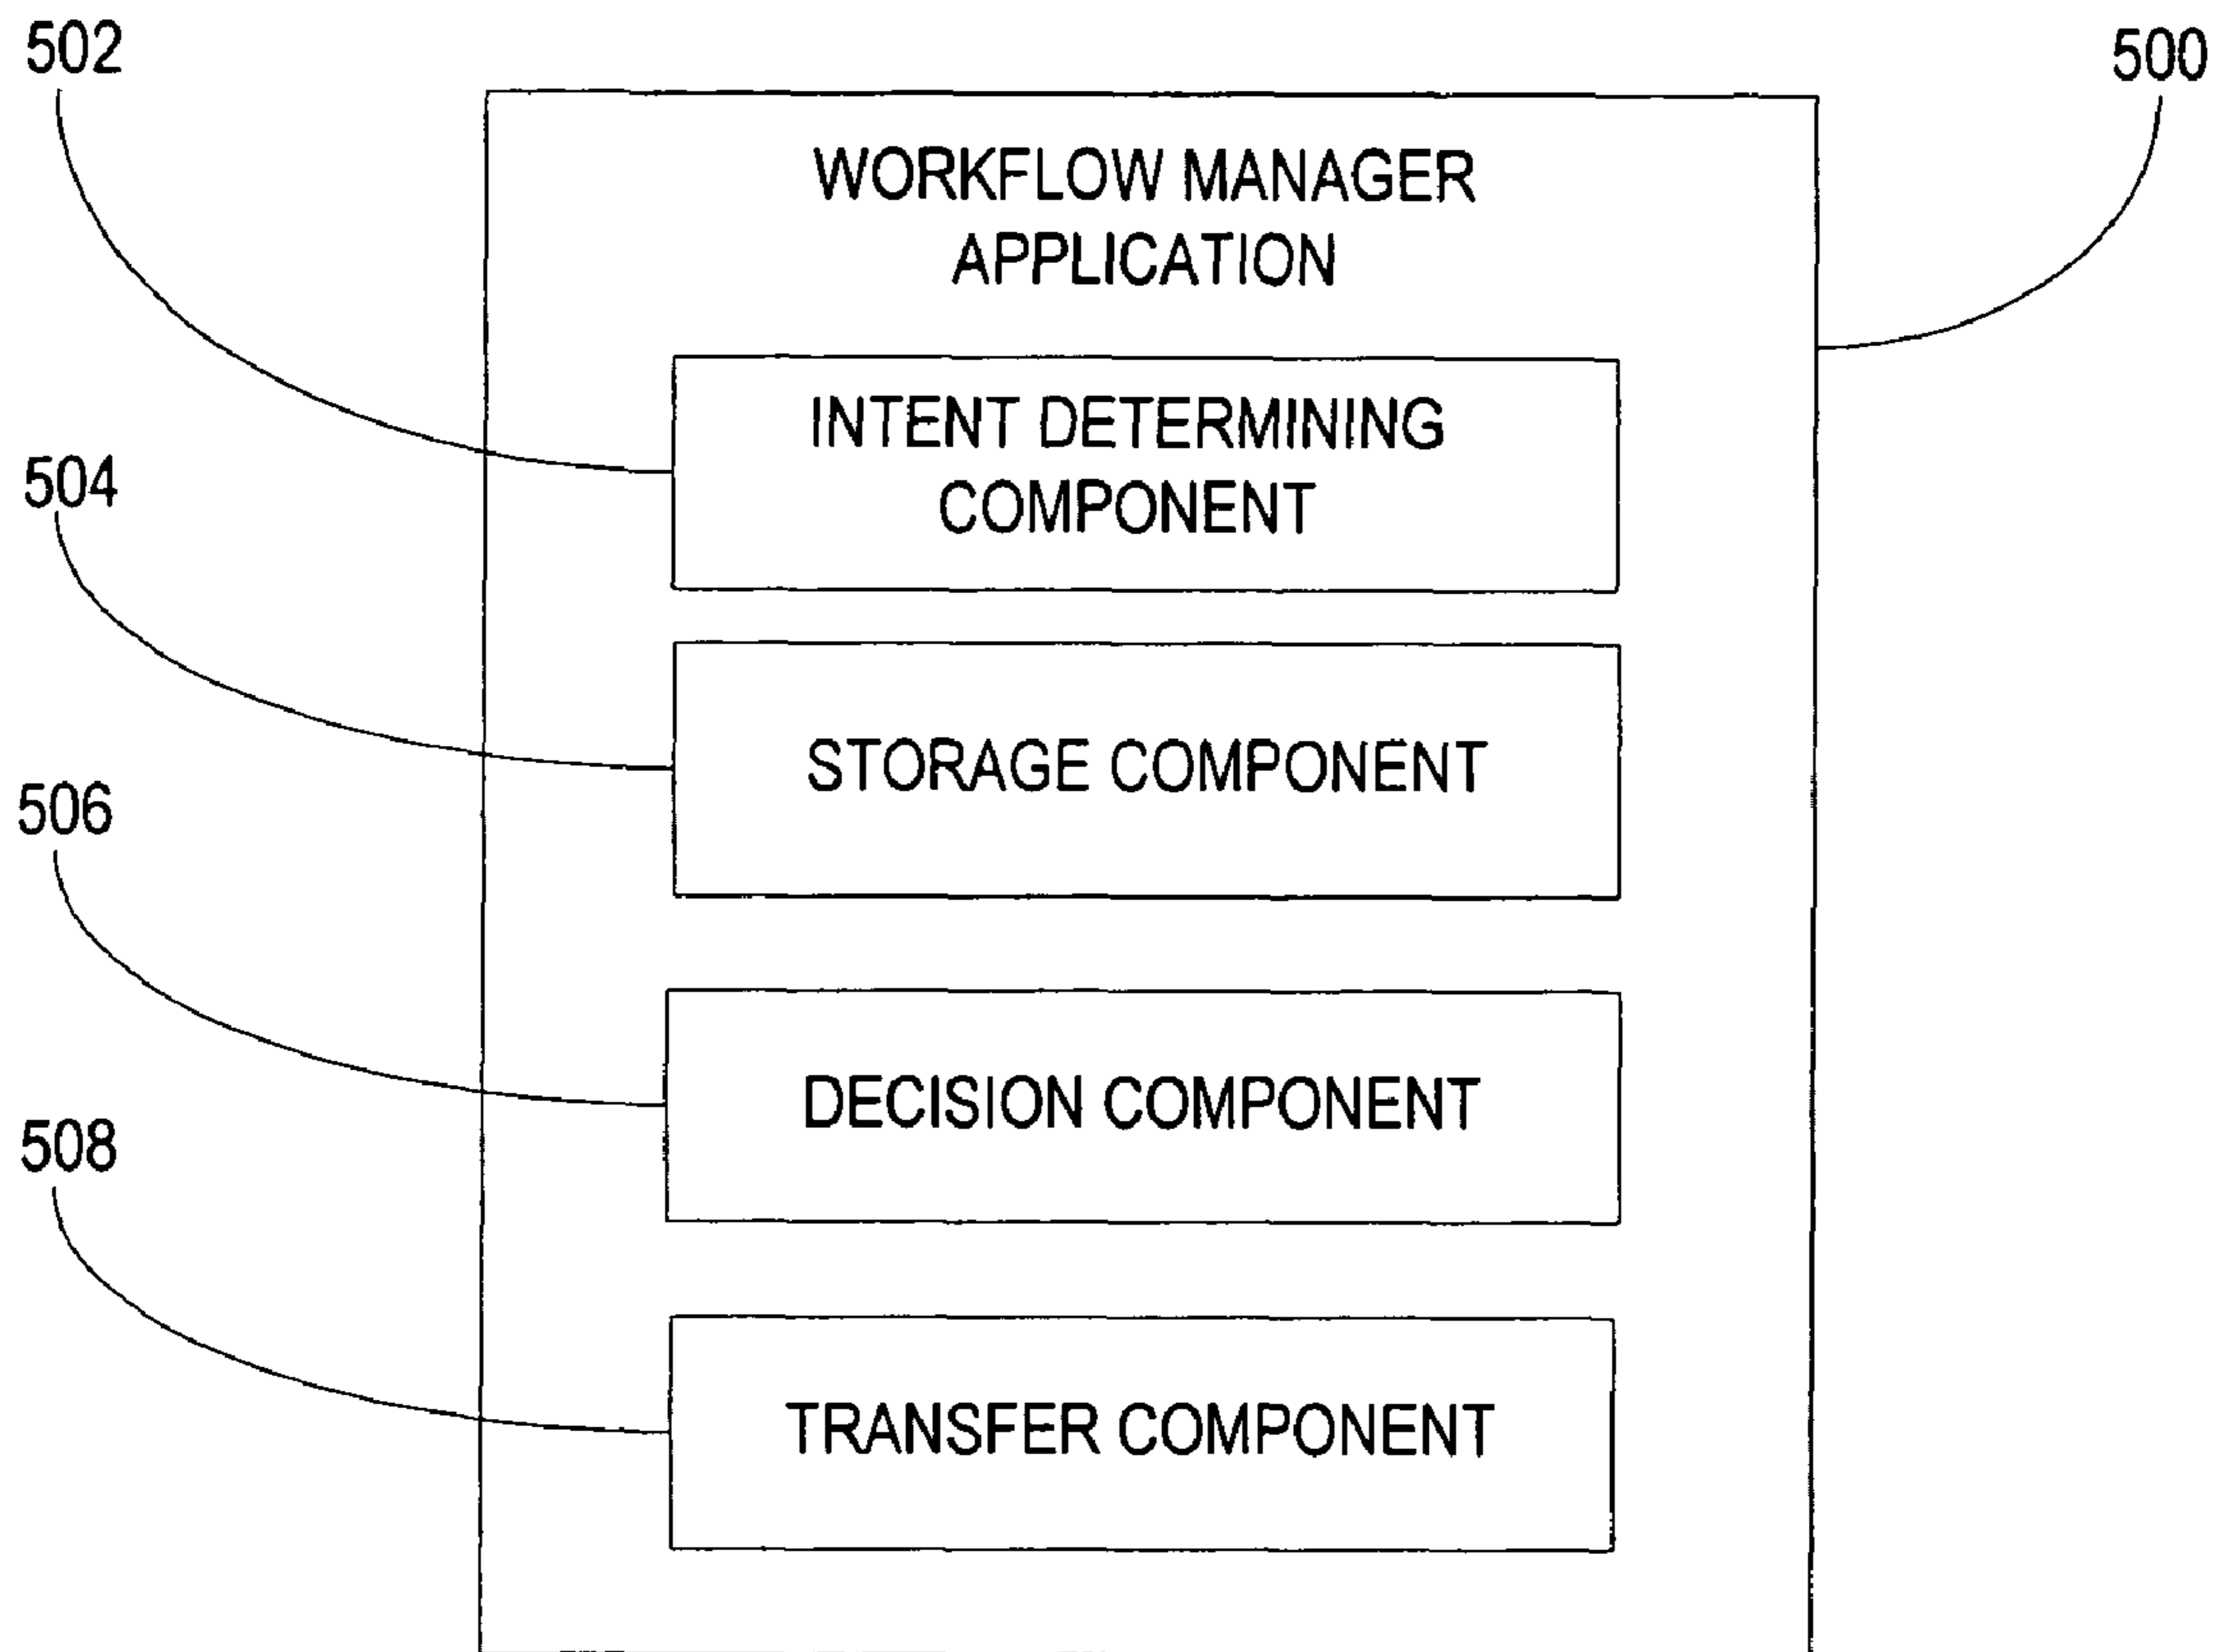 502
500
WORKFLOW MANAGER
APPLICATION
INTENT DETERMINING
COMPONENT
504
STORAGE COMPONENT
506
DECISION COMPONENT
508
TRANSFER COMPONENT